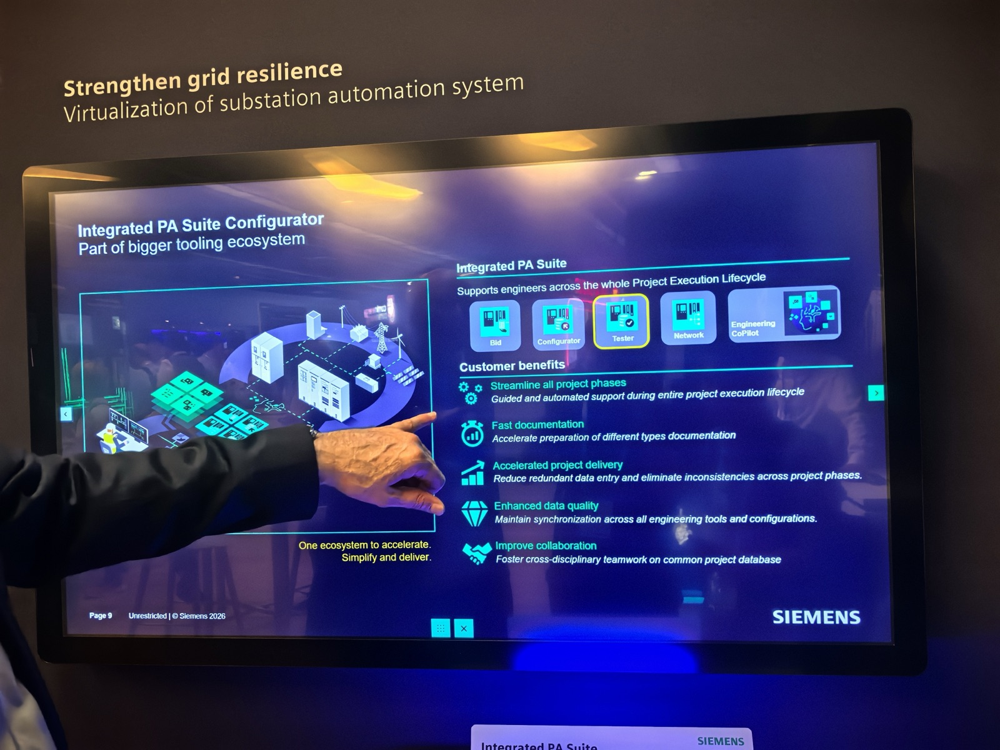 Strengthen grid resilience
Virtualization of substation automation system
Integrated PA Suite Configurator
Part of bigger tooling ecosystem
One ecosystem to accelerate.
Simplify and deliver.
Integrated PA Suite
Supports engineers across the whole Project Execution Lifecycle
Bid
Configurator
Tester
Network
Engineering
CoPilot
Customer benefits
Streamline all project phases
Guided and automated support during entire project execution lifecycle
Fast documentation
Accelerate preparation of different types documentation
Accelerated project delivery
Reduce redundant data entry and eliminate inconsistencies across project phases.
Enhanced data quality
Maintain synchronization across all engineering tools and configurations.
Improve collaboration
Foster cross-disciplinary teamwork on common project database
Page 9 Unrestricted | © Siemens 2026
SIEMENS
SIEMENS
Integrated PA Suite